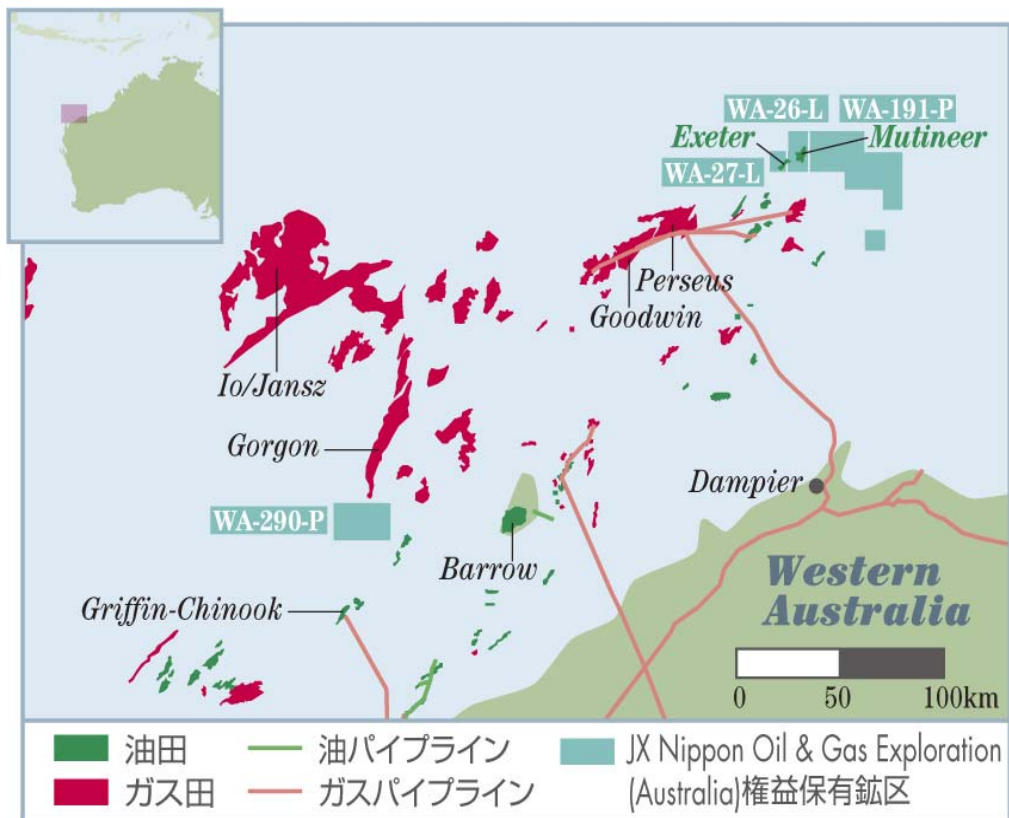 WA-26-L
WA-191-P
Exeter
Mutineer
WA-27-L
Perseus
Goodwin
Io/Jansz
Gorgon
Dampier
WA-290-P
Barrow
Western
Australia
Griffin-Chinook
0 50 100km
油田
油パイプライン
JX Nippon Oil & Gas Exploration
ガス田
ガスパイプライン
(Australia)権益保有鉱区